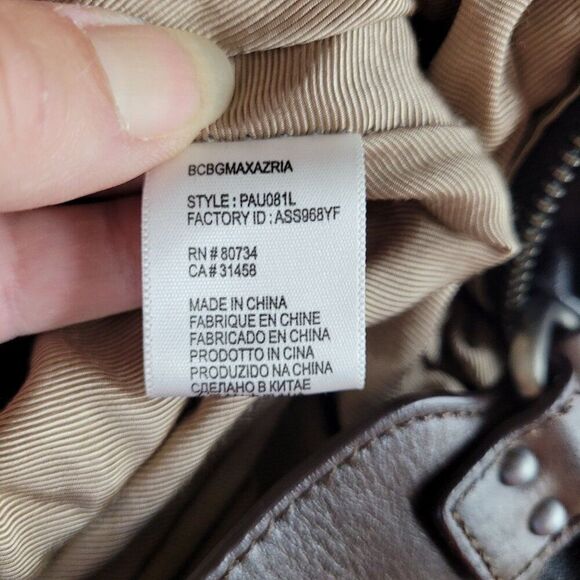 BCBGMAXAZRIA
STYLE : PAU081L
FACTORY ID : ASS968YF
RN # 80734
CA # 31458
MADE IN CHINA
FABRIQUE EN CHINE
FABRICADO EN CHINA
PRODOTTO IN CINA
PRODUZIDO NA CHINA
СДЕЛАНО В КИТАЕ